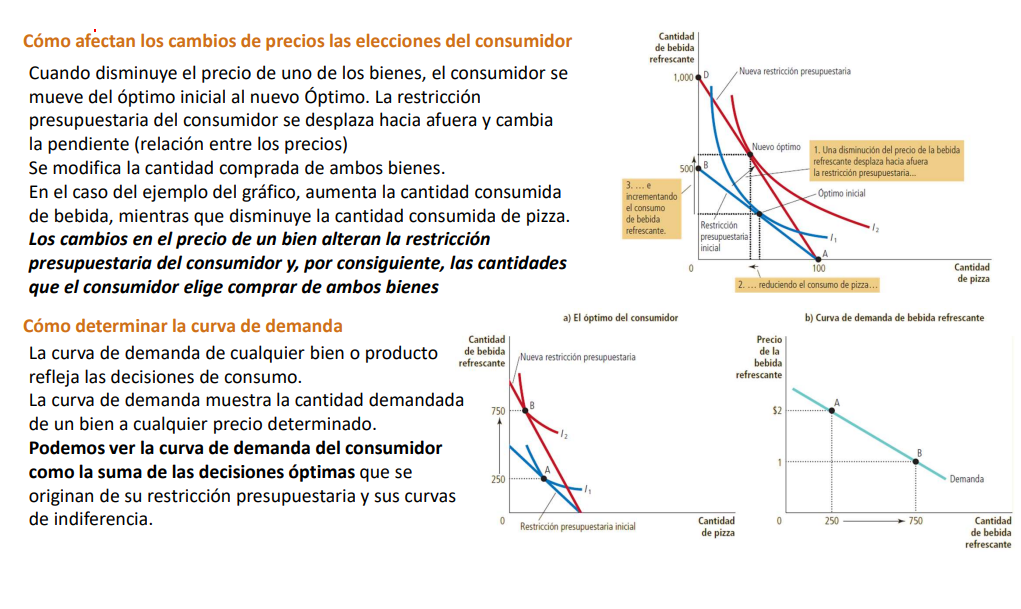 Cómo afectan los cambios de precios las elecciones del consumidor
Cuando disminuye el precio de uno de los bienes, el consumidor se
mueve del óptimo inicial al nuevo Óptimo. La restricción
presupuestaria del consumidor se desplaza hacia afuera y cambia
la pendiente (relación entre los precios)
Se modifica la cantidad comprada de ambos bienes.
En el caso del ejemplo del gráfico, aumenta la cantidad consumida
de bebida, mientras que disminuye la cantidad consumida de pizza.
Los cambios en el precio de un bien alteran la restricción
presupuestaria del consumidor y, por consiguiente, las cantidades
que el consumidor elige comprar de ambos bienes
Cantidad
de bebida
refrescante
1,000
D
Nueva restricción presupuestaria
Nuevo óptimo
1. Una disminución del precio de la bebida
refrescante desplaza hacia afuera
la restricción presupuestaria…
500
B
3. … e
incrementando
el consumo
de bebida
refrescante.
Óptimo inicial
Restricción
presupuestaria
inicial
I2
I1
A
0
100
Cantidad
de pizza
2. … reduciendo el consumo de pizza…
Cómo determinar la curva de demanda
La curva de demanda de cualquier bien o producto
refleja las decisiones de consumo.
La curva de demanda muestra la cantidad demandada
de un bien a cualquier precio determinado.
Podemos ver la curva de demanda del consumidor
como la suma de las decisiones óptimas que se
originan de su restricción presupuestaria y sus curvas
de indiferencia.
a) El óptimo del consumidor
Cantidad
de bebida
refrescante
Nueva restricción presupuestaria
750
B
I2
250
A
I1
0
Restricción presupuestaria inicial
Cantidad
de pizza
b) Curva de demanda de bebida refrescante
Precio
de la
bebida
refrescante
$2
A
1
B
Demanda
0
250
750
Cantidad
de bebida
refrescante